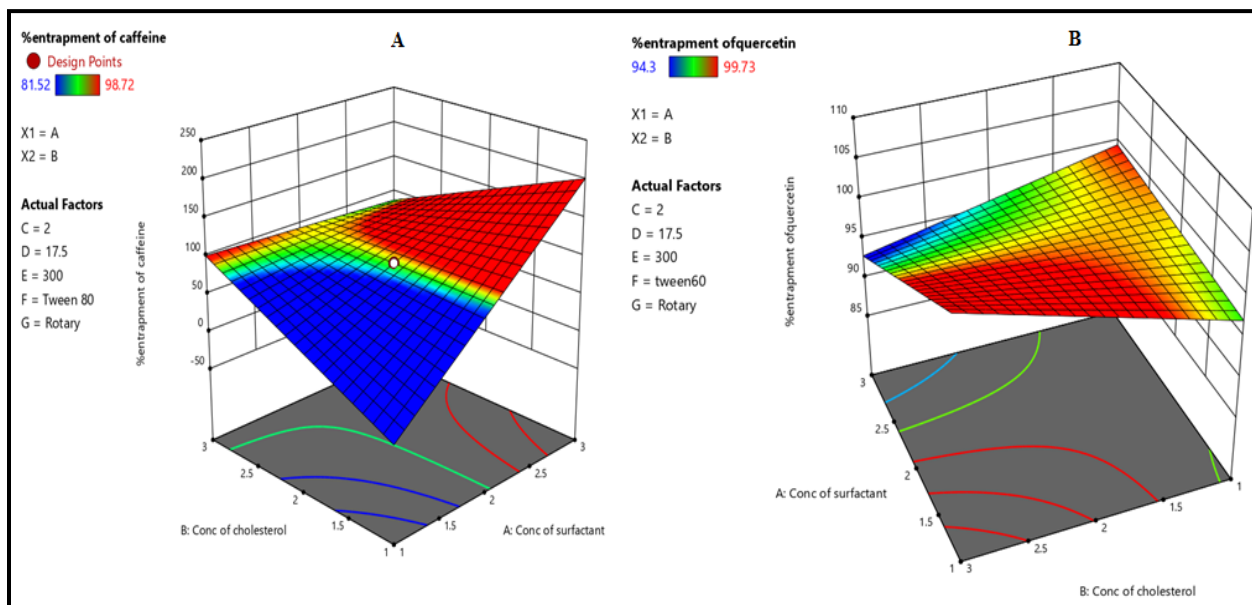 A
%entrapment of caffeine
Design Points
81.52 98.72
X1 = A
X2 = B
Actual Factors
C = 2
D = 17.5
E = 300
F = Tween 80
G = Rotary
%entrapment of caffeine
250
200
150
100
50
0
-50
3
2.5
2
1.5
1
B: Conc of cholesterol
1
1.5
2
2.5
3
A: Conc of surfactant
B
%entrapment ofquercetin
94.3 99.73
X1 = A
X2 = B
Actual Factors
C = 2
D = 17.5
E = 300
F = tween60
G = Rotary
%entrapment ofquercetin
110
105
100
95
90
85
3
2.5
2
1.5
1
A: Conc of surfactant
3
2.5
2
1.5
1
B: Conc of cholesterol